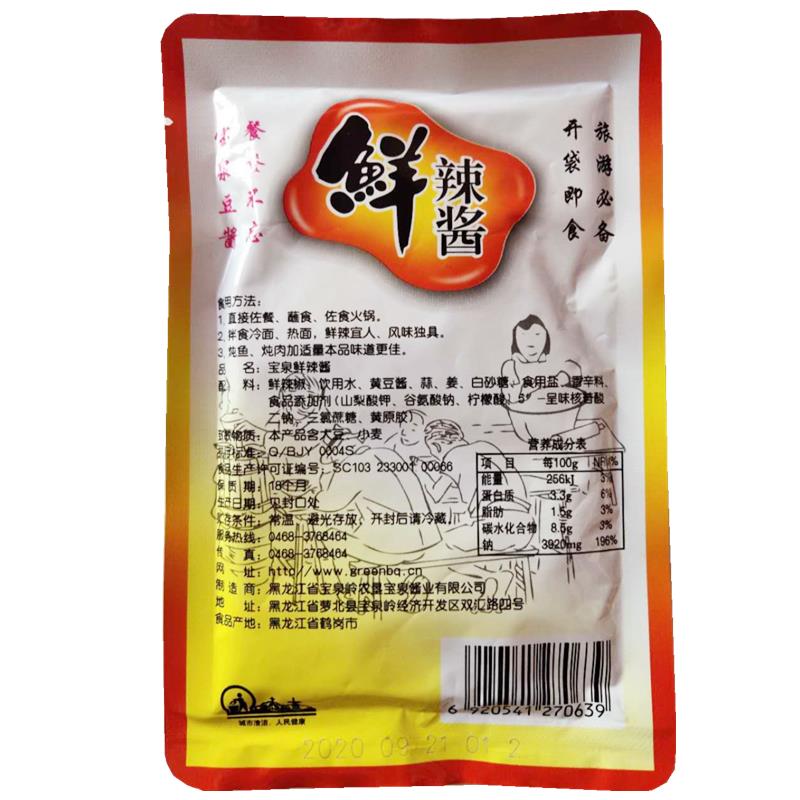 鲜
辣酱
旅游必备
开袋即食
豆酱
食用方法：
1.直接佐餐、蘸食、佐食火锅。
2.拌食冷面、热面，鲜辣宜人、风味独具。
3.炖鱼、炖肉加适量本品味道更佳。
品　名：宝泉鲜辣酱
配　料：鲜辣椒、饮用水、黄豆酱、蒜、姜、白砂糖、食用盐、香辛料、
食品添加剂(山梨酸钾、谷氨酸钠、柠檬酸、5'-呈味核苷酸
二钠、三氯蔗糖、黄原胶)
致敏物质：本产品含大豆、小麦
产品标准：Q/BJY 0004S
食品生产许可证编号：SC103 233001 00066
保 质 期：18个月
生产日期：见封口处
贮存条件：常温、避光存放，开封后请冷藏。
服务热线：0468-3768464
传　真：0468-3768464
网　址：http//www.greenbq.cn
制 造 商：黑龙江省宝泉岭农垦宝泉酱业有限公司
地　址：黑龙江省萝北县宝泉岭经济开发区双汇路四号
食品产地：黑龙江省鹤岗市
营养成分表
项 目 每100g NRV%
能量 256kJ 3%
蛋白质 3.3g 6%
脂肪 1.5g 3%
碳水化合物 8.5g 3%
钠 3920mg 196%
6 920541 270639
城市清洁，人民健康
2020 09 21 01 2